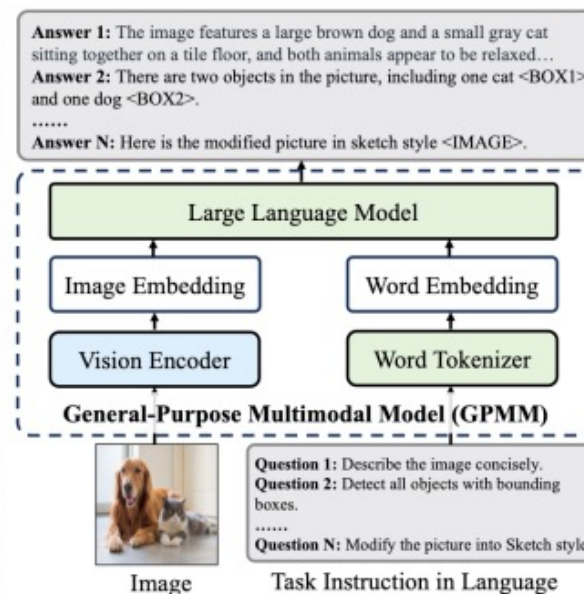 Answer 1: The image features a large brown dog and a small gray cat
sitting together on a tile floor, and both animals appear to be relaxed…
Answer 2: There are two objects in the picture, including one cat <BOX1>
and one dog <BOX2>.
……
Answer N: Here is the modified picture in sketch style <IMAGE>.
Large Language Model
Image Embedding
Word Embedding
Vision Encoder
Word Tokenizer
General-Purpose Multimodal Model (GPMM)
Question 1: Describe the image concisely.
Question 2: Detect all objects with bounding
boxes.
……
Question N: Modify the picture into Sketch style
Image
Task Instruction in Language